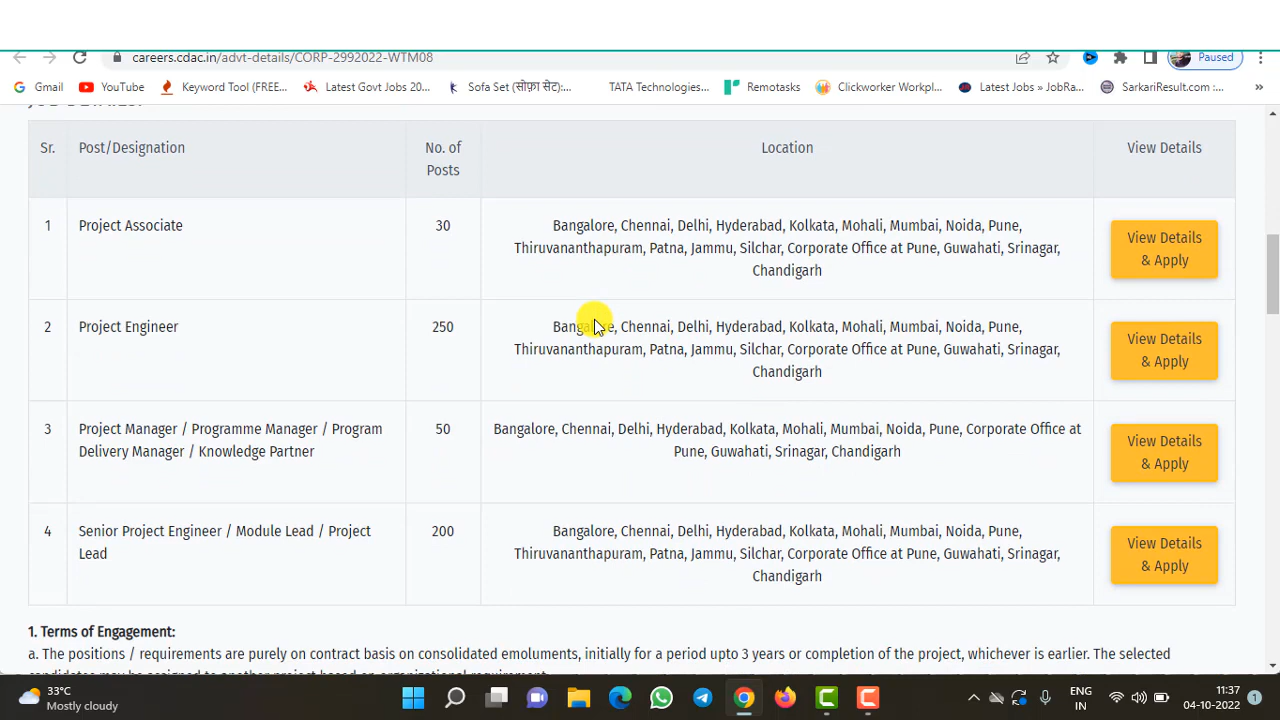 careers.cdac.in/advt-details/CORP-2992022-WTM08
Paused
Gmail
YouTube
Keyword Tool (FREE...
Latest Govt Jobs 20...
Sofa Set (सोफ़ा सेट):...
TATA Technologies...
Remotasks
Clickworker Workpl...
Latest Jobs » JobRa...
SarkariResult.com :...
»
Sr.
Post/Designation
No. of
Posts
Location
View Details
1
Project Associate
30
Bangalore, Chennai, Delhi, Hyderabad, Kolkata, Mohali, Mumbai, Noida, Pune,
Thiruvananthapuram, Patna, Jammu, Silchar, Corporate Office at Pune, Guwahati, Srinagar,
Chandigarh
View Details
& Apply
2
Project Engineer
250
Bangalore, Chennai, Delhi, Hyderabad, Kolkata, Mohali, Mumbai, Noida, Pune,
Thiruvananthapuram, Patna, Jammu, Silchar, Corporate Office at Pune, Guwahati, Srinagar,
Chandigarh
View Details
& Apply
3
Project Manager / Programme Manager / Program
Delivery Manager / Knowledge Partner
50
Bangalore, Chennai, Delhi, Hyderabad, Kolkata, Mohali, Mumbai, Noida, Pune, Corporate Office at
Pune, Guwahati, Srinagar, Chandigarh
View Details
& Apply
4
Senior Project Engineer / Module Lead / Project
Lead
200
Bangalore, Chennai, Delhi, Hyderabad, Kolkata, Mohali, Mumbai, Noida, Pune,
Thiruvananthapuram, Patna, Jammu, Silchar, Corporate Office at Pune, Guwahati, Srinagar,
Chandigarh
View Details
& Apply
1. Terms of Engagement:
a. The positions / requirements are purely on contract basis on consolidated emoluments, initially for a period upto 3 years or completion of the project, whichever is earlier. The selected
33°C
Mostly cloudy
ENG
IN
11:37
04-10-2022
1